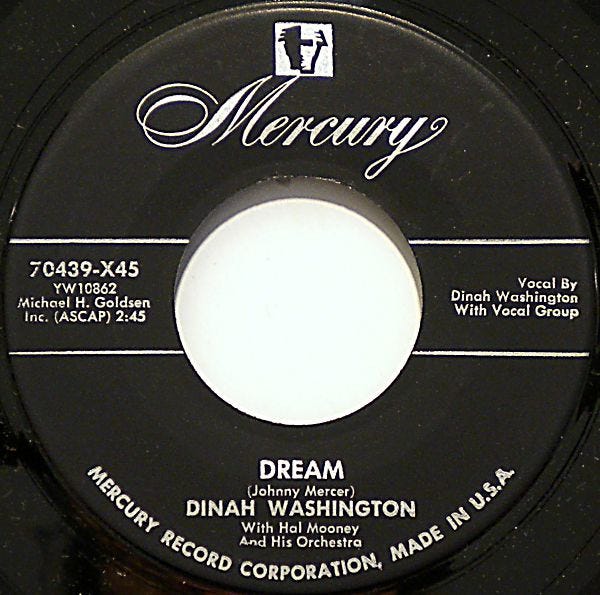 Mercury
70439-X45
YW10862
Michael H. Goldsen
Inc. (ASCAP) 2:45
Vocal By
Dinah Washington
With Vocal Group
DREAM
(Johnny Mercer)
DINAH WASHINGTON
With Hal Mooney
And His Orchestra
MERCURY RECORD CORPORATION, MADE IN U.S.A.